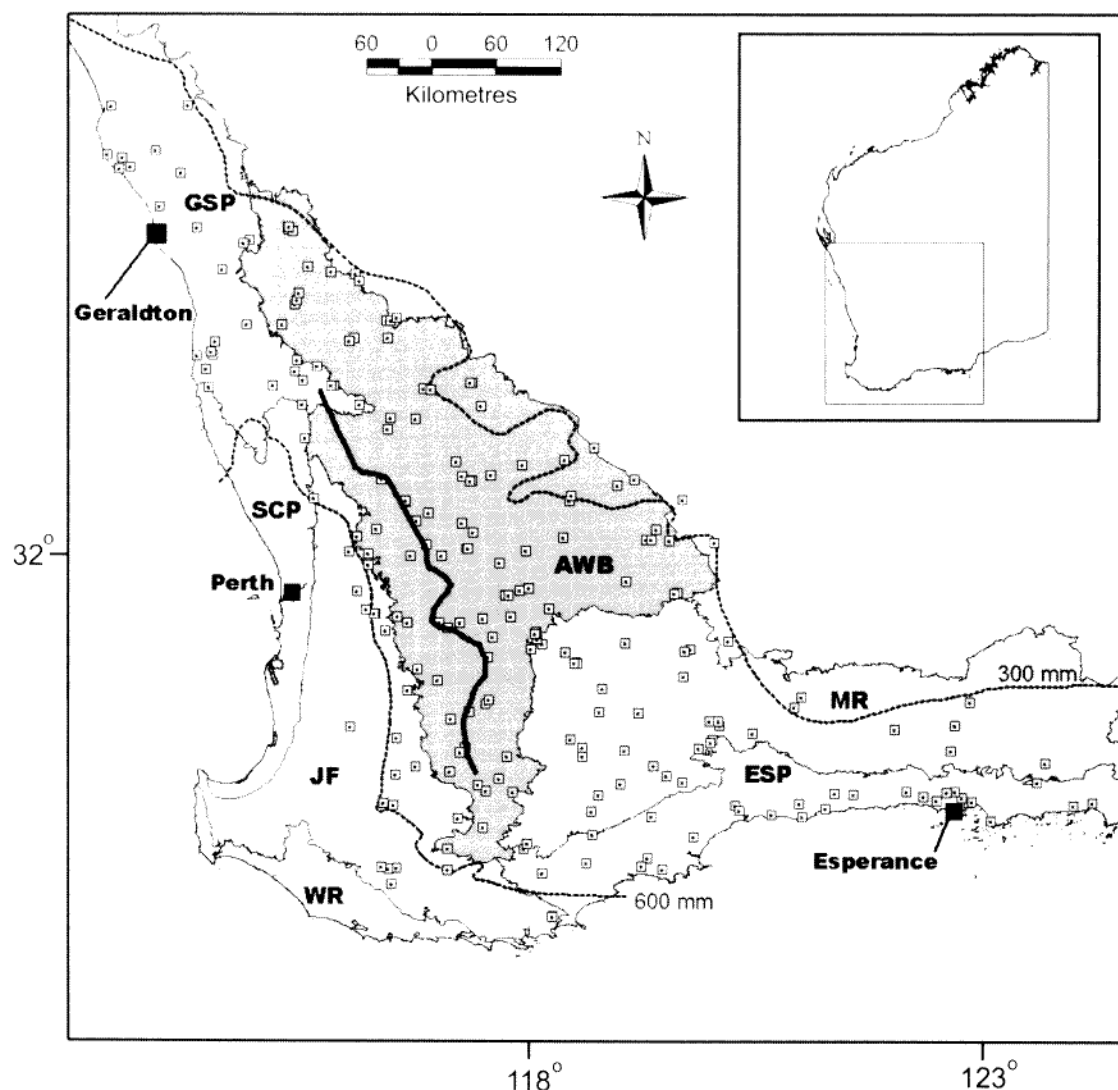 60 0 60 120
Kilometres
N
GSP
Geraldton
SCP
32°
Perth
AWB
300 mm
MR
JF
ESP
Esperance
WR
600 mm
118°
123°